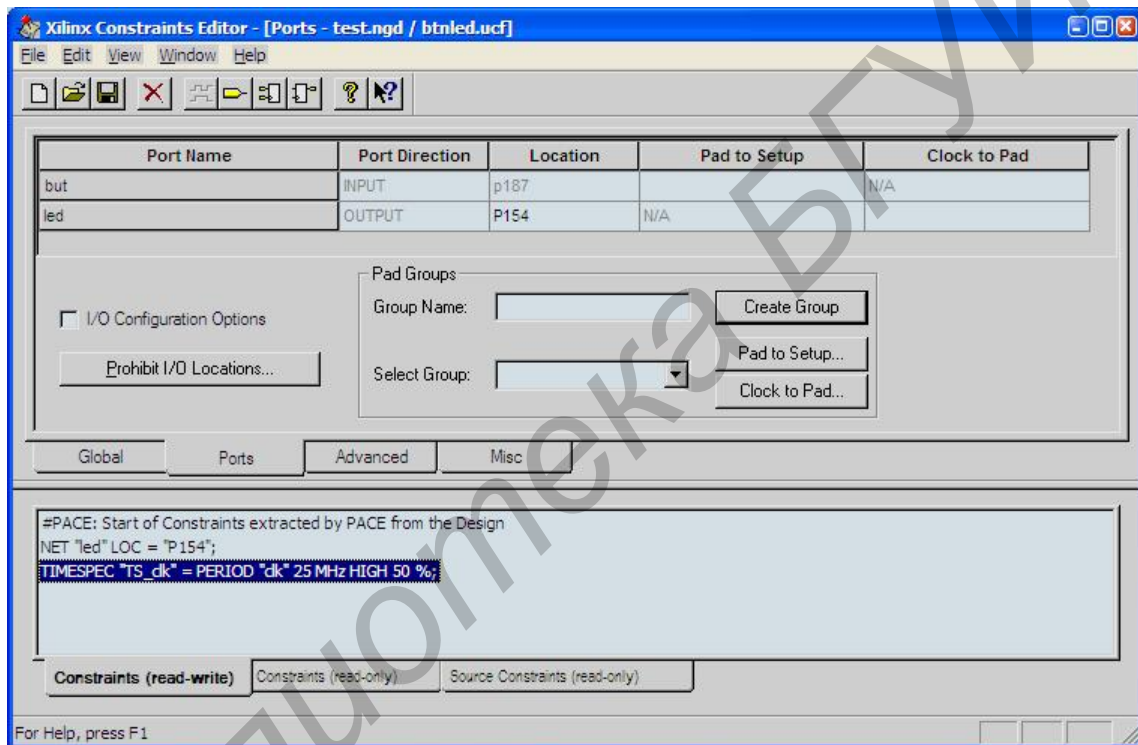 Xilinx Constraints Editor - [Ports - test.ngd / btnled.ucf]
File Edit View Window Help
Port Name Port Direction Location Pad to Setup Clock to Pad
but INPUT p187 N/A
led OUTPUT P154 N/A
Pad Groups
I/O Configuration Options
Group Name: Create Group
Prohibit I/O Locations...
Pad to Setup...
Select Group:
Clock to Pad...
Global Ports Advanced Misc
#PACE: Start of Constraints extracted by PACE from the Design
NET "led" LOC = "P154";
TIMESPEC "TS_clk" = PERIOD "clk" 25 MHz HIGH 50 %;
Constraints (read-write) Constraints (read-only) Source Constraints (read-only)
For Help, press F1